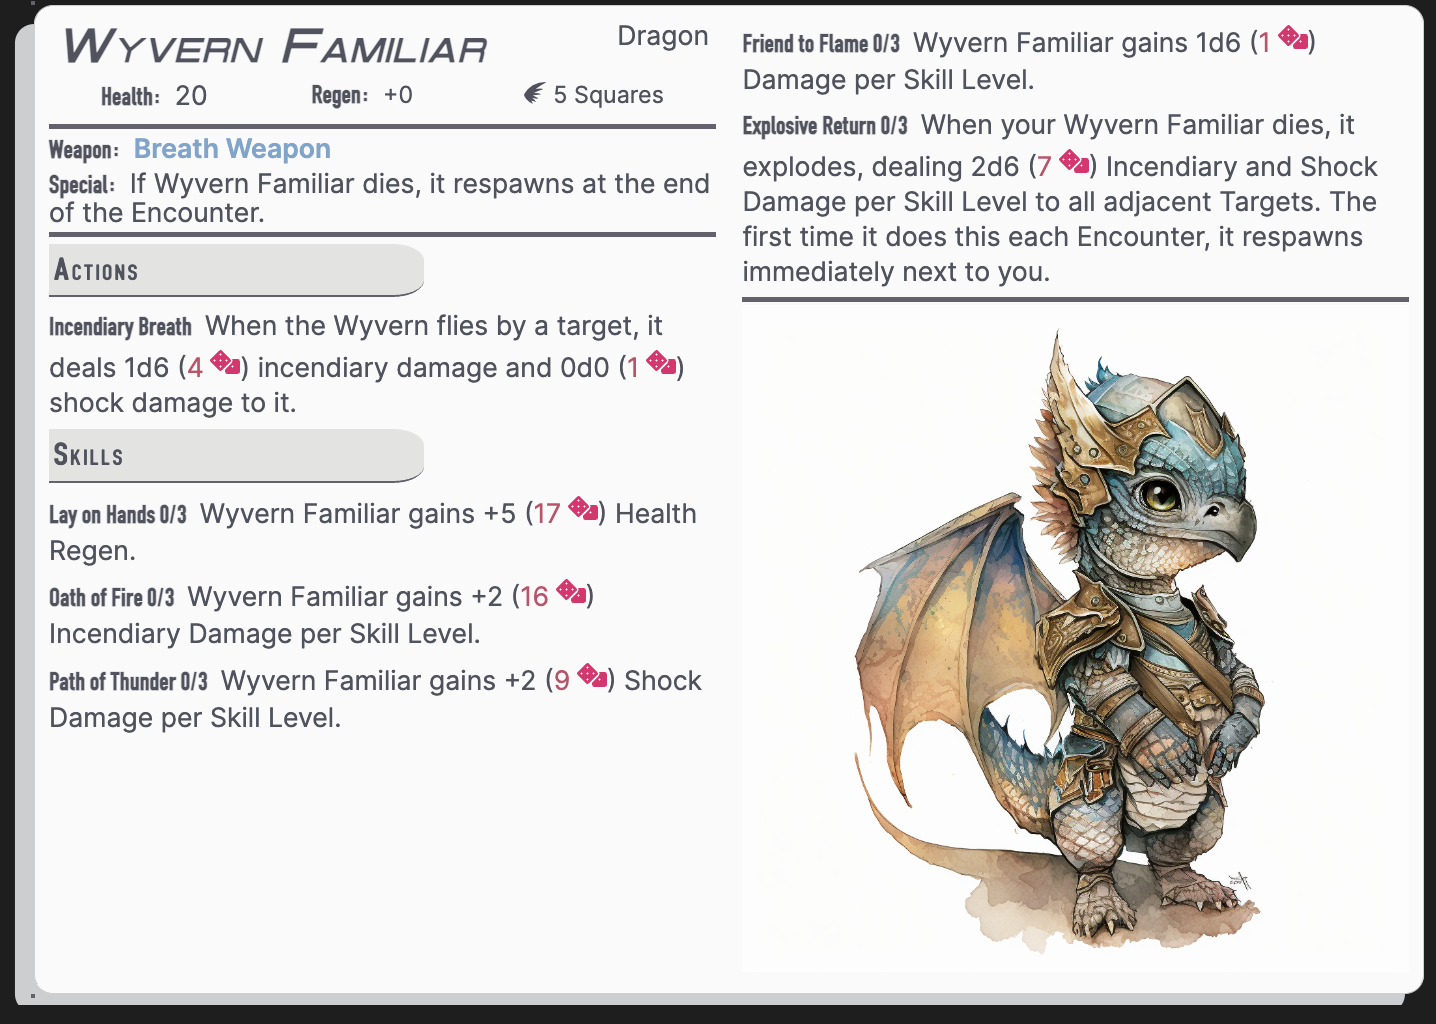 Wyvern Familiar
Dragon
Health: 20 Regen: +0 5 Squares
Weapon: Breath Weapon
Special: If Wyvern Familiar dies, it respawns at the end
of the Encounter.
Actions
Incendiary Breath When the Wyvern flies by a target, it
deals 1d6 (4 ) incendiary damage and 0d0 (1 )
shock damage to it.
Skills
Lay on Hands 0/3 Wyvern Familiar gains +5 (17 ) Health
Regen.
Oath of Fire 0/3 Wyvern Familiar gains +2 (16 )
Incendiary Damage per Skill Level.
Path of Thunder 0/3 Wyvern Familiar gains +2 (9 ) Shock
Damage per Skill Level.
Friend to Flame 0/3 Wyvern Familiar gains 1d6 (1 )
Damage per Skill Level.
Explosive Return 0/3 When your Wyvern Familiar dies, it
explodes, dealing 2d6 (7 ) Incendiary and Shock
Damage per Skill Level to all adjacent Targets. The
first time it does this each Encounter, it respawns
immediately next to you.